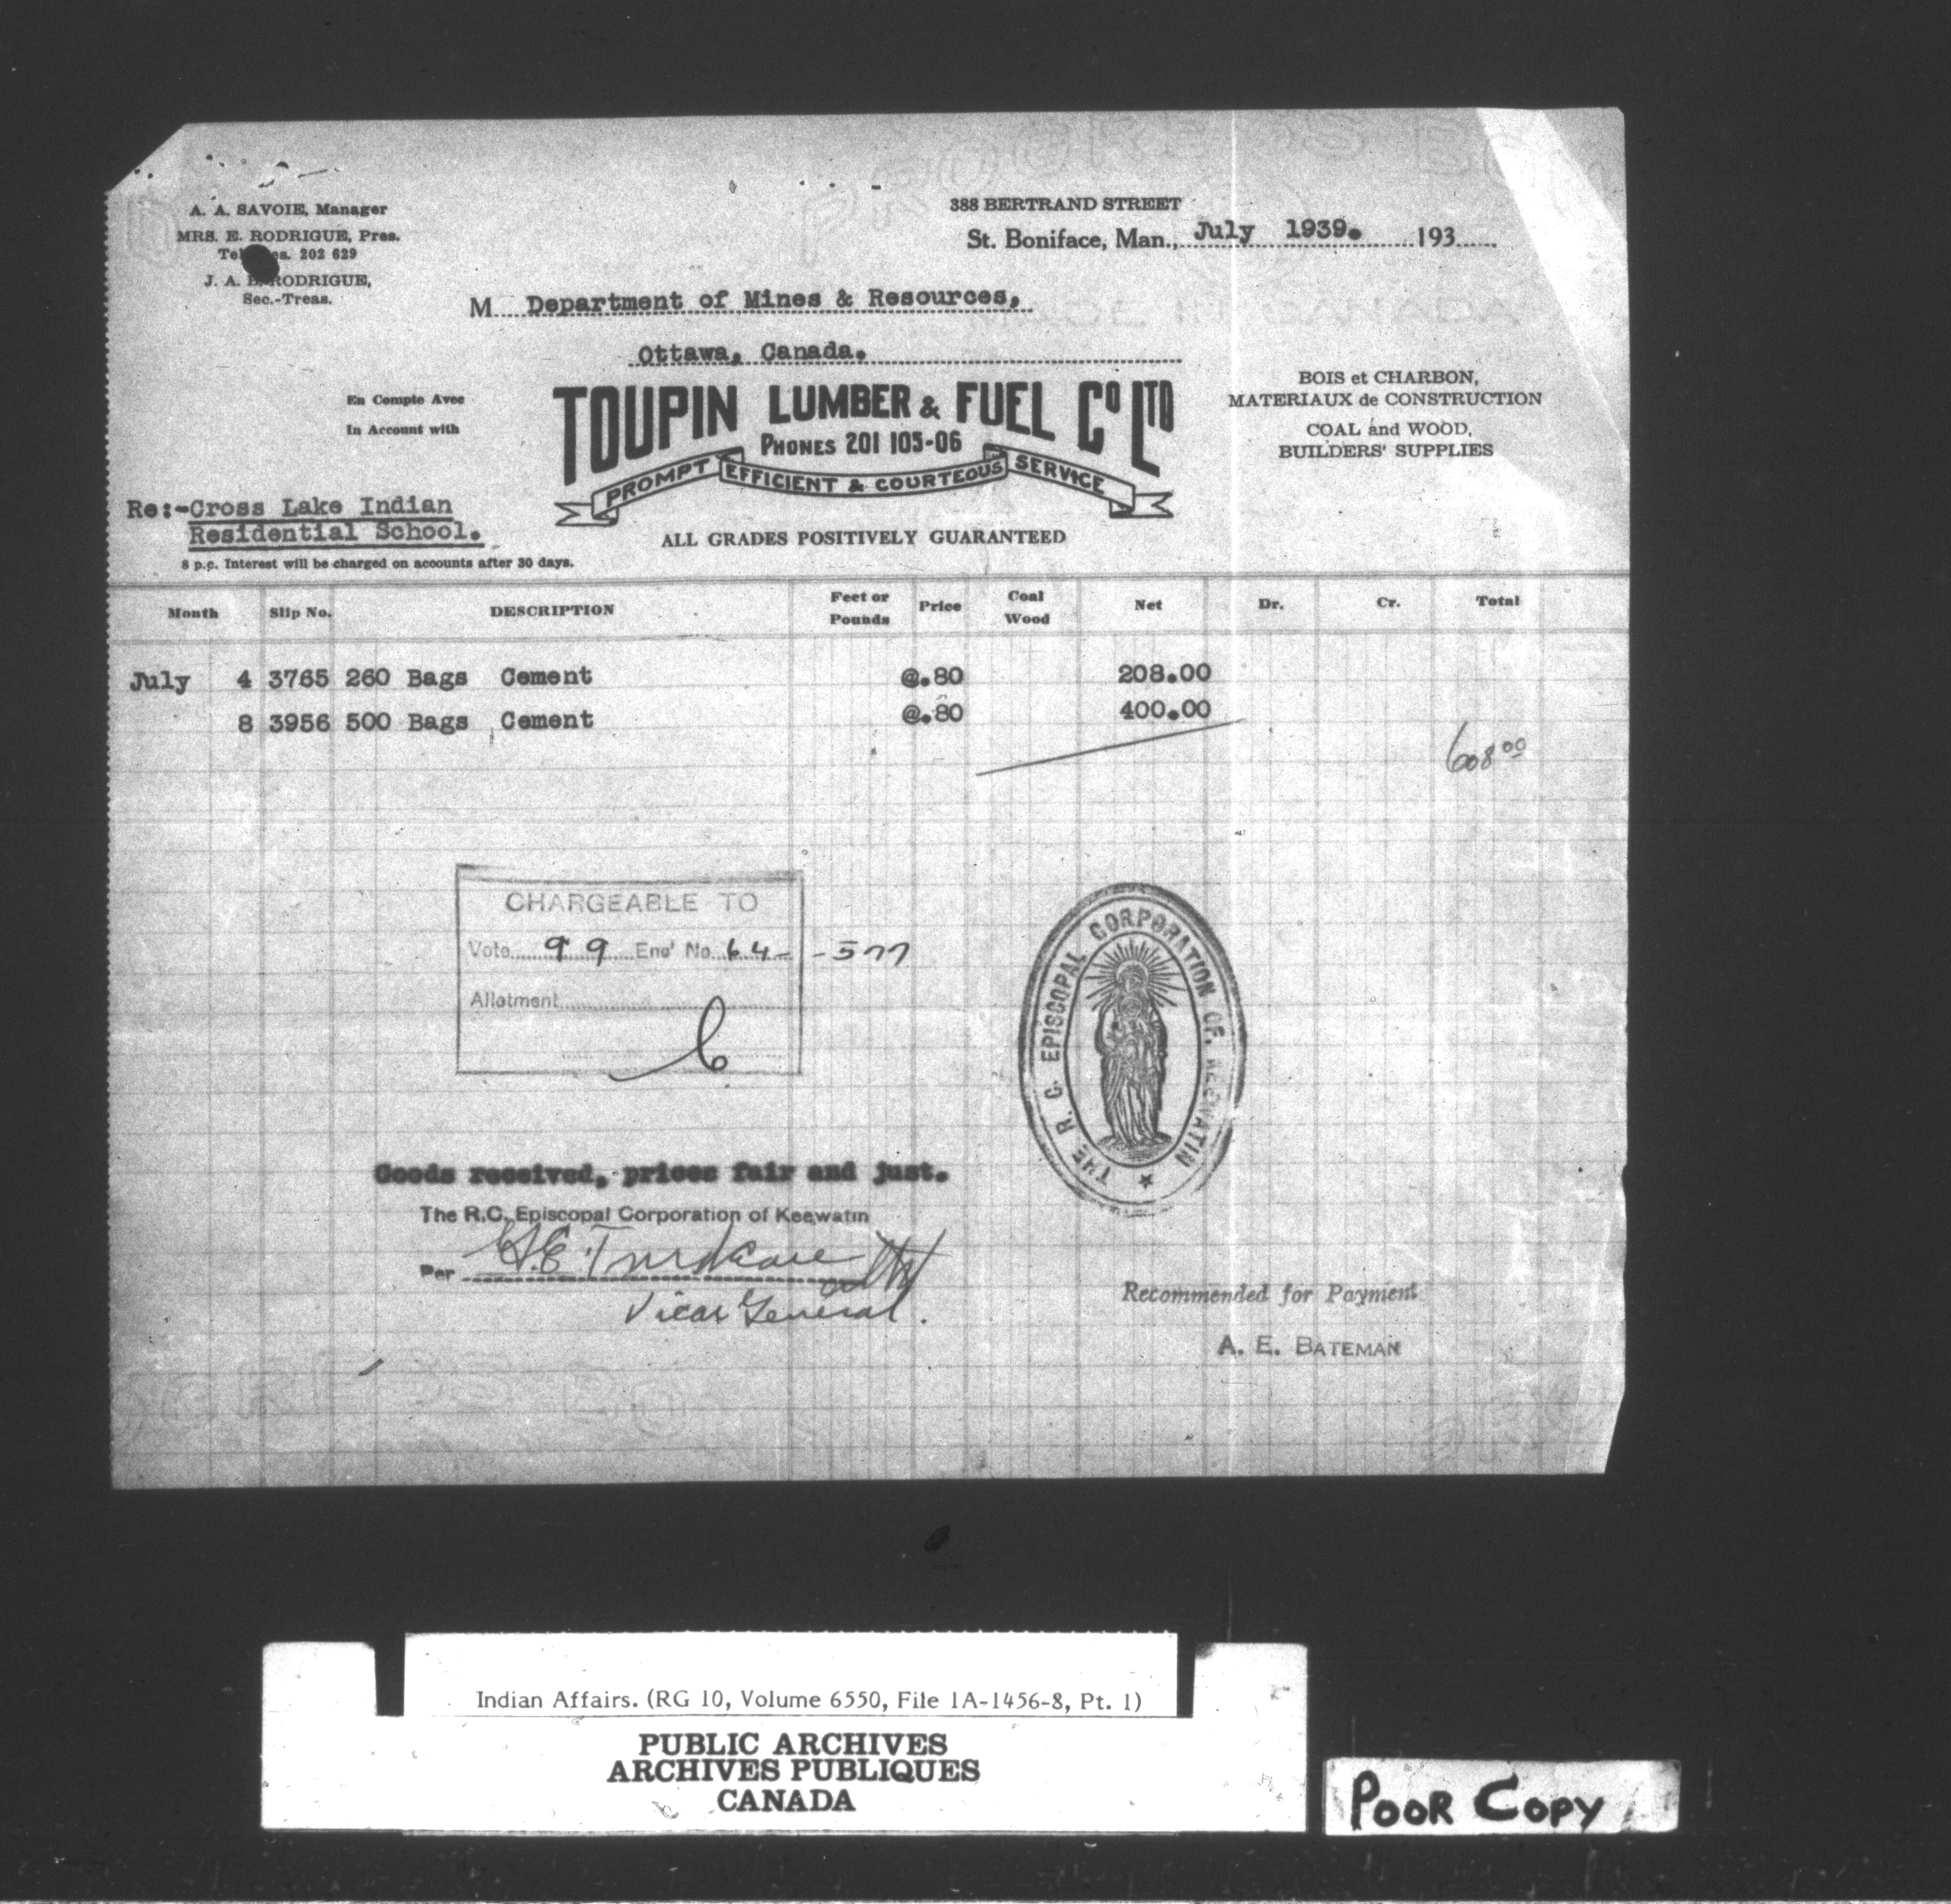 A. A. SAVOIE, Manager
MRS. E. RODRIGUE, Pres.
Tel es. 202 629
J. A. RODRIGUE,
Sec.-Treas.
388 BERTRAND STREET
St. Boniface, Man., July 1939. 193
M Department of Mines & Resources,
Ottawa, Canada.
En Compte Avec
In Account with
TOUPIN LUMBER & FUEL CO LTD
PHONES 201 105-06
PROMPT EFFICIENT & COURTEOUS SERVICE
ALL GRADES POSITIVELY GUARANTEED
BOIS et CHARBON,
MATERIAUX de CONSTRUCTION
COAL and WOOD,
BUILDERS' SUPPLIES
Re:-Cross Lake Indian
Residential School.
8 p.c. Interest will be charged on accounts after 30 days.
Month Slip No. DESCRIPTION Feet or Pounds Price Coal Wood Net Dr. Cr. Total
July 4 3765 260 Bags Cement @.80 208.00
8 3956 500 Bags Cement @.80 400.00
608 00
CHARGEABLE TO
Vote 99 Eng' No. 64- -577
Allotment
THE R. C. EPISCOPAL CORPORATION OF KEEWATIN
Goods received, prices fair and just.
The R.C. Episcopal Corporation of Keewatin
Per
Vicar General.
Recommended for Payment
A. E. BATEMAN
MADE IN CANADA
Indian Affairs. (RG 10, Volume 6550, File 1A-1456-8, Pt. 1)
PUBLIC ARCHIVES
ARCHIVES PUBLIQUES
CANADA
POOR COPY